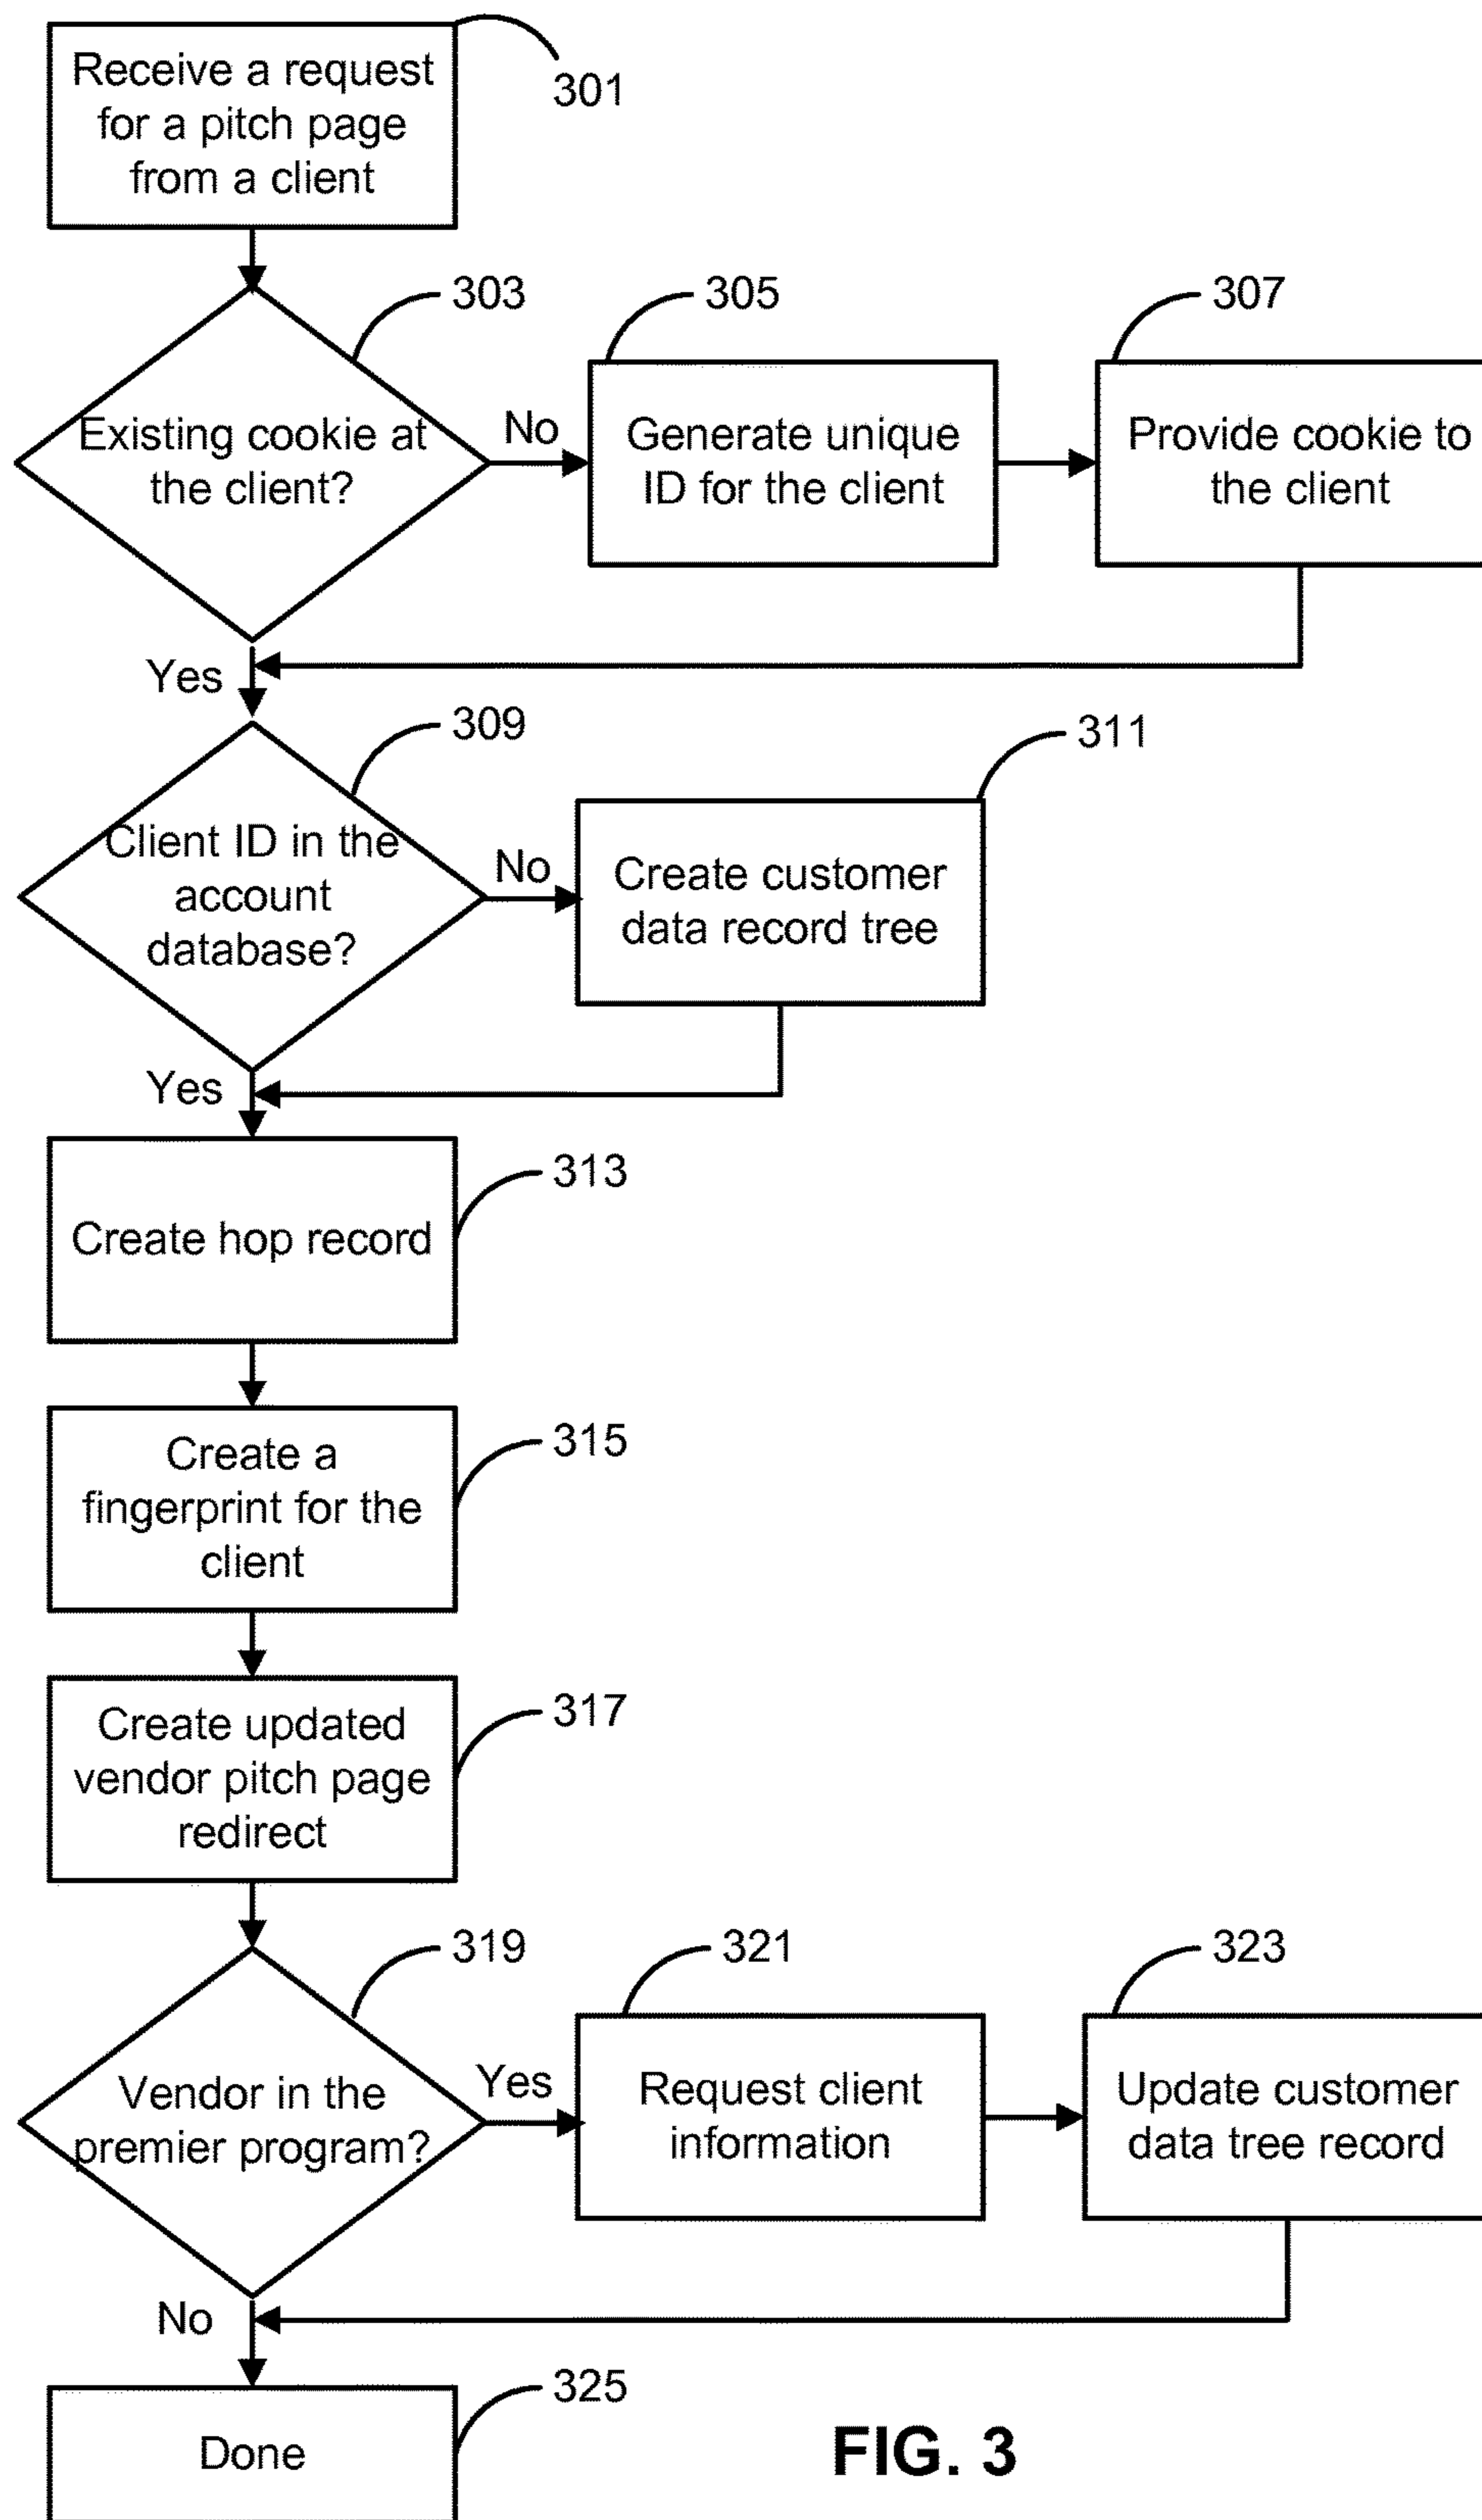 Receive a request
for a pitch page
from a client
301
303
Existing cookie at
the client?
No
305
Generate unique
ID for the client
307
Provide cookie to
the client
Yes
309
Client ID in the
account
database?
No
311
Create customer
data record tree
Yes
313
Create hop record
315
Create a
fingerprint for the
client
317
Create updated
vendor pitch page
redirect
319
Vendor in the
premier program?
Yes
321
Request client
information
323
Update customer
data tree record
No
325
Done
FIG. 3